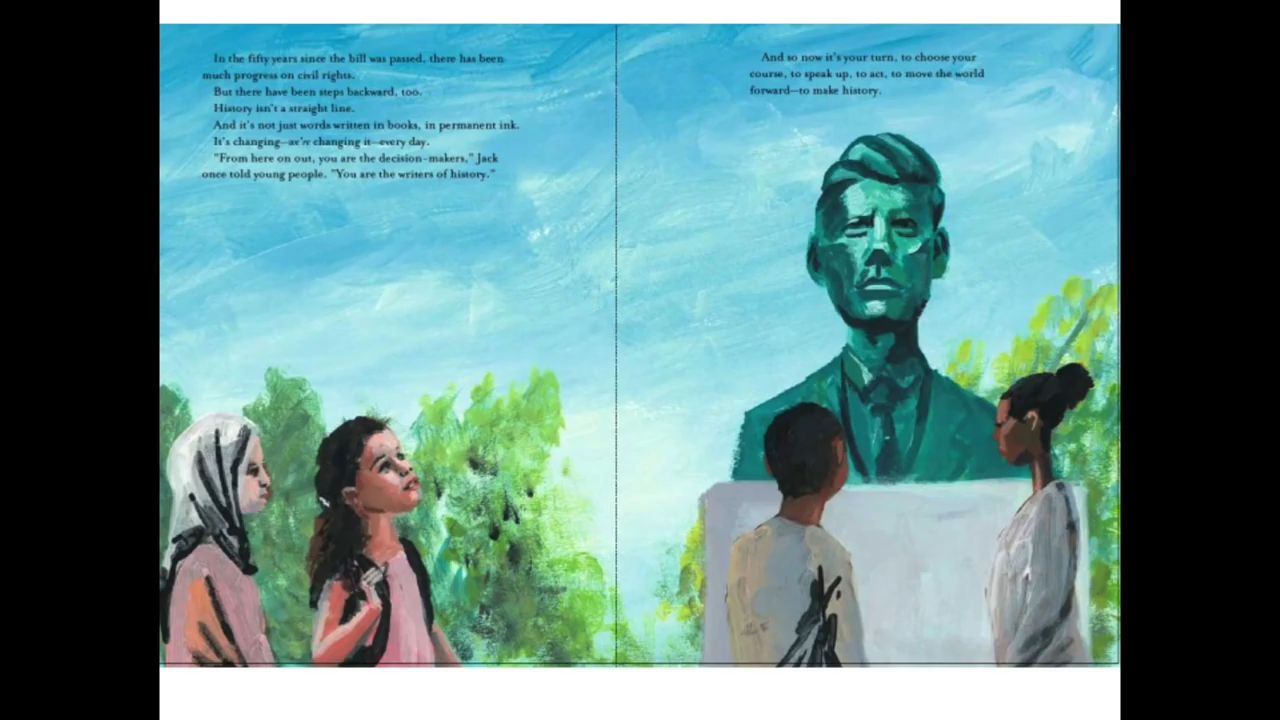 In the fifty years since the bill was passed, there has been
much progress on civil rights.
But there have been steps backward, too.
History isn't a straight line.
And it's not just words written in books, in permanent ink.
It's changing—we're changing it—every day.
"From here on out, you are the decision-makers," Jack
once told young people. "You are the writers of history."
And so now it's your turn, to choose your
course, to speak up, to act, to move the world
forward—to make history.